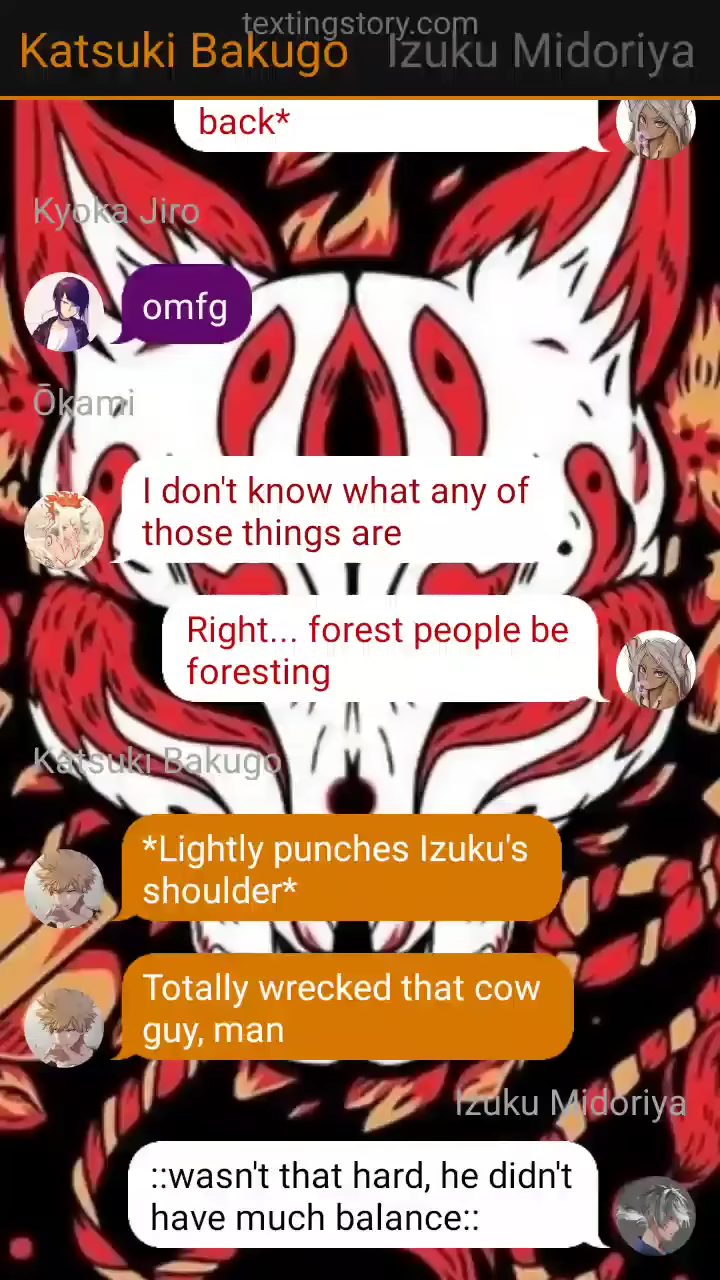 textingstory.com
Katsuki Bakugo Izuku Midoriya
back*
Kyoka Jiro
omfg
Ōkami
I don't know what any of
those things are
Right... forest people be
foresting
Katsuki Bakugo
*Lightly punches Izuku's
shoulder*
Totally wrecked that cow
guy, man
Izuku Midoriya
::wasn't that hard, he didn't
have much balance::